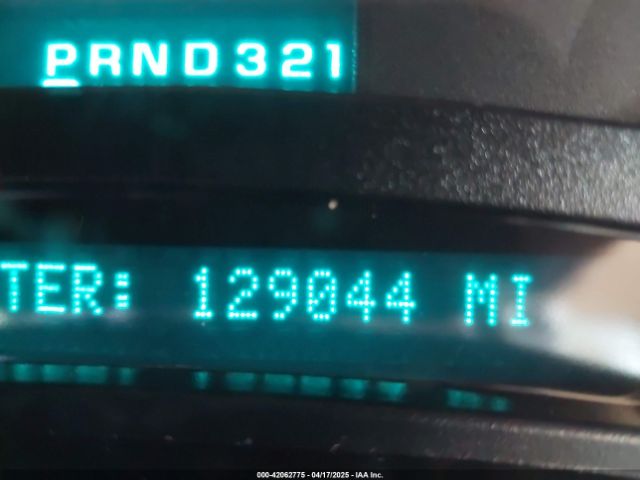 PRND321
TER: 129044 MI
000-42062775 - 04/17/2025 - IAA Inc.